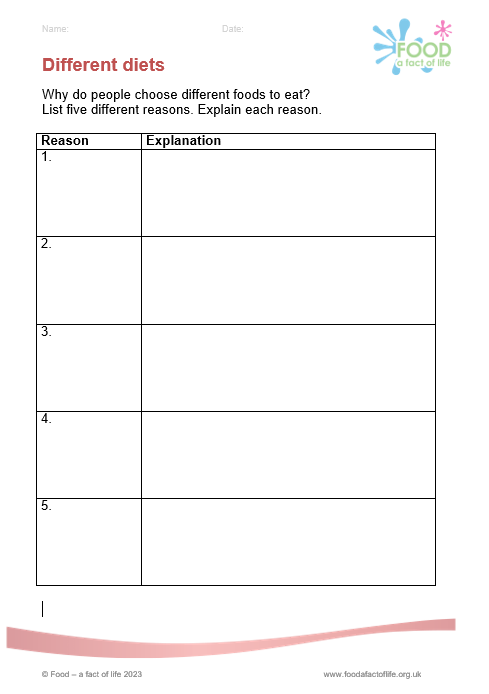 Name: Date:
FOOD
a fact of life
Different diets
Why do people choose different foods to eat?
List five different reasons. Explain each reason.
Reason Explanation
1.
2.
3.
4.
5.
© Food – a fact of life 2023 www.foodafactoflife.org.uk